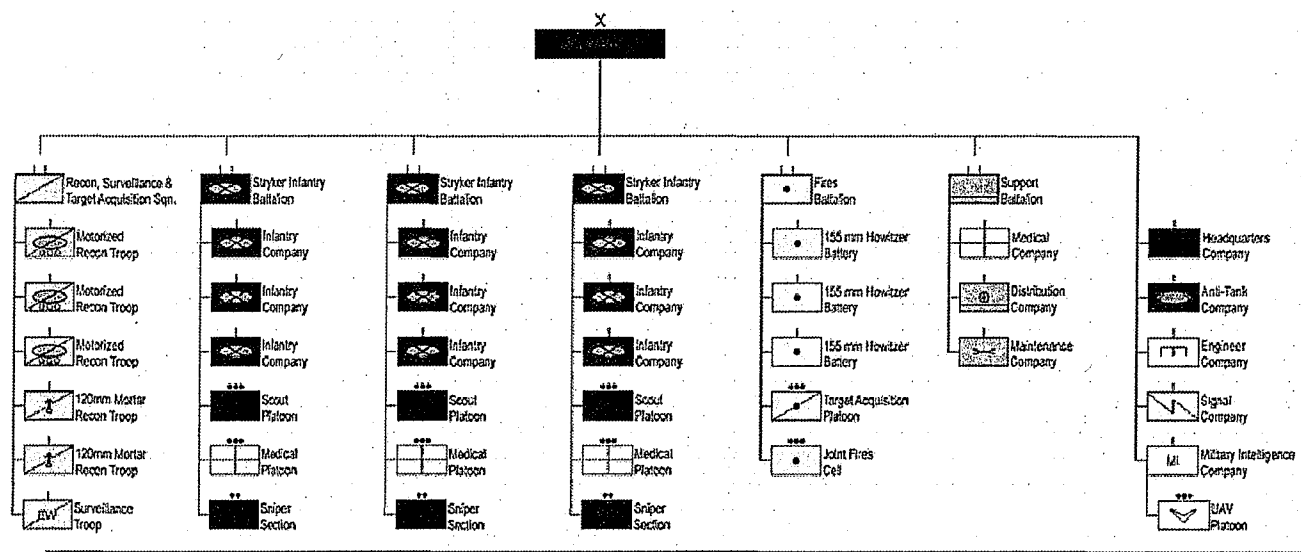 X
Recon, Surveillance &
Target Acquisition Sqn.
Motorized
Recon Troop
Motorized
Recon Troop
Motorized
Recon Troop
120mm Mortar
Recon Troop
120mm Mortar
Recon Troop
EW
Surveillance
Troop
Stryker Infantry
Battalion
Infantry
Company
Infantry
Company
Infantry
Company
Scout
Platoon
Medical
Platoon
Sniper
Section
Stryker Infantry
Battalion
Infantry
Company
Infantry
Company
Infantry
Company
Scout
Platoon
Medical
Platoon
Sniper
Section
Stryker Infantry
Battalion
Infantry
Company
Infantry
Company
Infantry
Company
Scout
Platoon
Medical
Platoon
Sniper
Section
Fires
Battalion
155 mm Howitzer
Battery
155 mm Howitzer
Battery
155 mm Howitzer
Battery
Target Acquisition
Platoon
Joint Fires
Cell
Support
Battalion
Medical
Company
Distribution
Company
Maintenance
Company
Headquarters
Company
Anti-Tank
Company
Engineer
Company
Signal
Company
MI
Military Intelligence
Company
UAV
Platoon